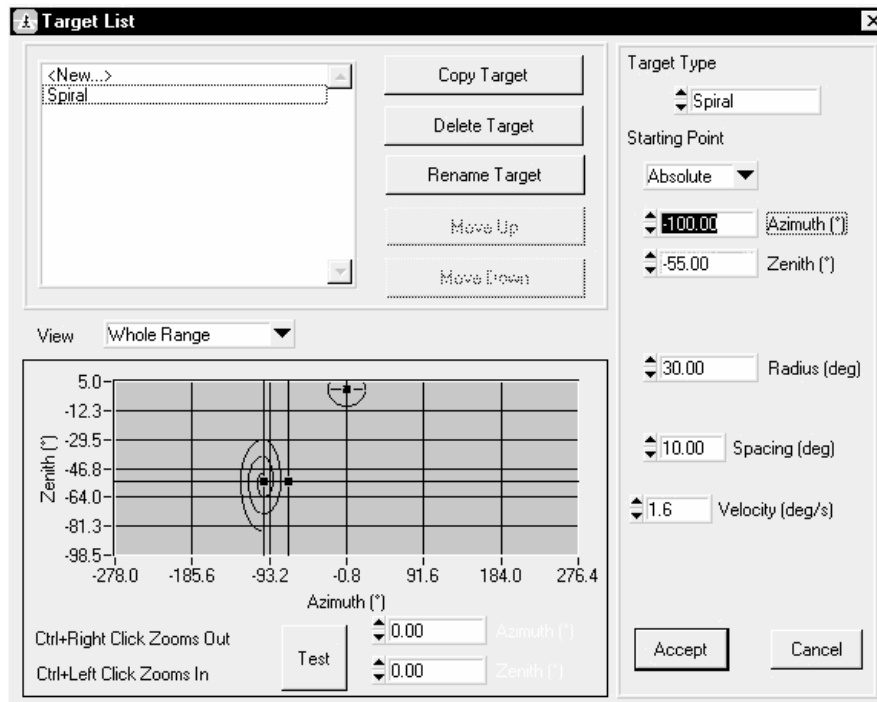 Target List
<New...>
Spiral
Copy Target
Delete Target
Rename Target
Move Up
Move Down
Target Type
Spiral
Starting Point
Absolute
-100.00 Azimuth (°)
-55.00 Zenith (°)
30.00 Radius (deg)
10.00 Spacing (deg)
1.6 Velocity (deg/s)
Accept
Cancel
View Whole Range
Zenith (°)
5.0
-12.3
-29.5
-46.8
-64.0
-81.3
-98.5
-278.0 -185.6 -93.2 -0.8 91.6 184.0 276.4
Azimuth (°)
Ctrl+Right Click Zooms Out
Ctrl+Left Click Zooms In
Test
0.00 Azimuth (°)
0.00 Zenith (°)